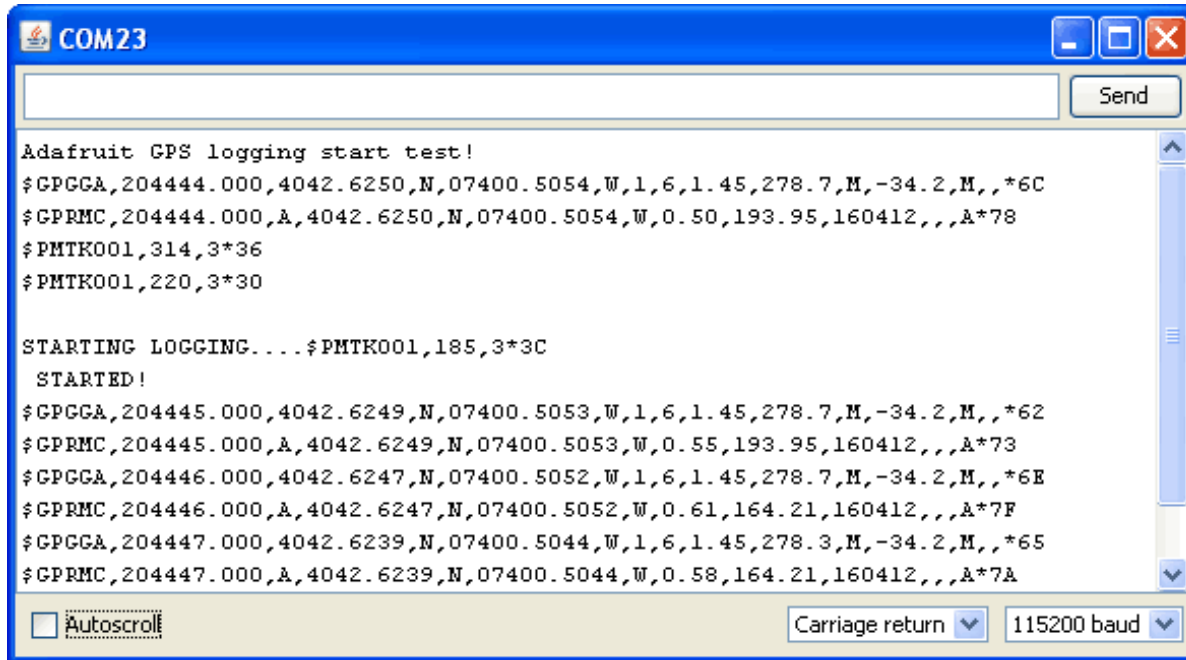 COM23
Send
Adafruit GPS logging start test!
$GPGGA,204444.000,4042.6250,N,07400.5054,W,1,6,1.45,278.7,M,-34.2,M,,*6C
$GPRMC,204444.000,A,4042.6250,N,07400.5054,W,0.50,193.95,160412,,,A*78
$PMTK001,314,3*36
$PMTK001,220,3*30
STARTING LOGGING....$PMTK001,185,3*3C
STARTED!
$GPGGA,204445.000,4042.6249,N,07400.5053,W,1,6,1.45,278.7,M,-34.2,M,,*62
$GPRMC,204445.000,A,4042.6249,N,07400.5053,W,0.55,193.95,160412,,,A*73
$GPGGA,204446.000,4042.6247,N,07400.5052,W,1,6,1.45,278.7,M,-34.2,M,,*6E
$GPRMC,204446.000,A,4042.6247,N,07400.5052,W,0.61,164.21,160412,,,A*7F
$GPGGA,204447.000,4042.6239,N,07400.5044,W,1,6,1.45,278.3,M,-34.2,M,,*65
$GPRMC,204447.000,A,4042.6239,N,07400.5044,W,0.58,164.21,160412,,,A*7A
Autoscroll
Carriage return
115200 baud